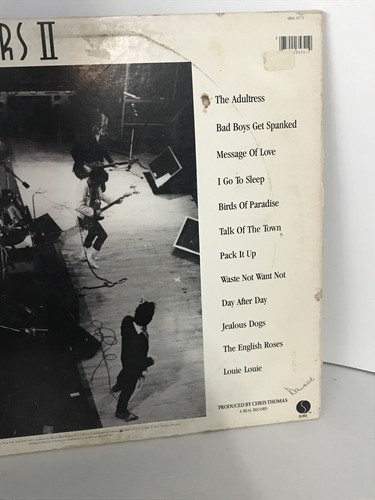 RS II
The Adultress
Bad Boys Get Spanked
Message Of Love
I Go To Sleep
Birds Of Paradise
Talk Of The Town
Pack It Up
Waste Not Want Not
Day After Day
Jealous Dogs
The English Roses
Louie Louie
PRODUCED BY CHRIS THOMAS
A REAL RECORD